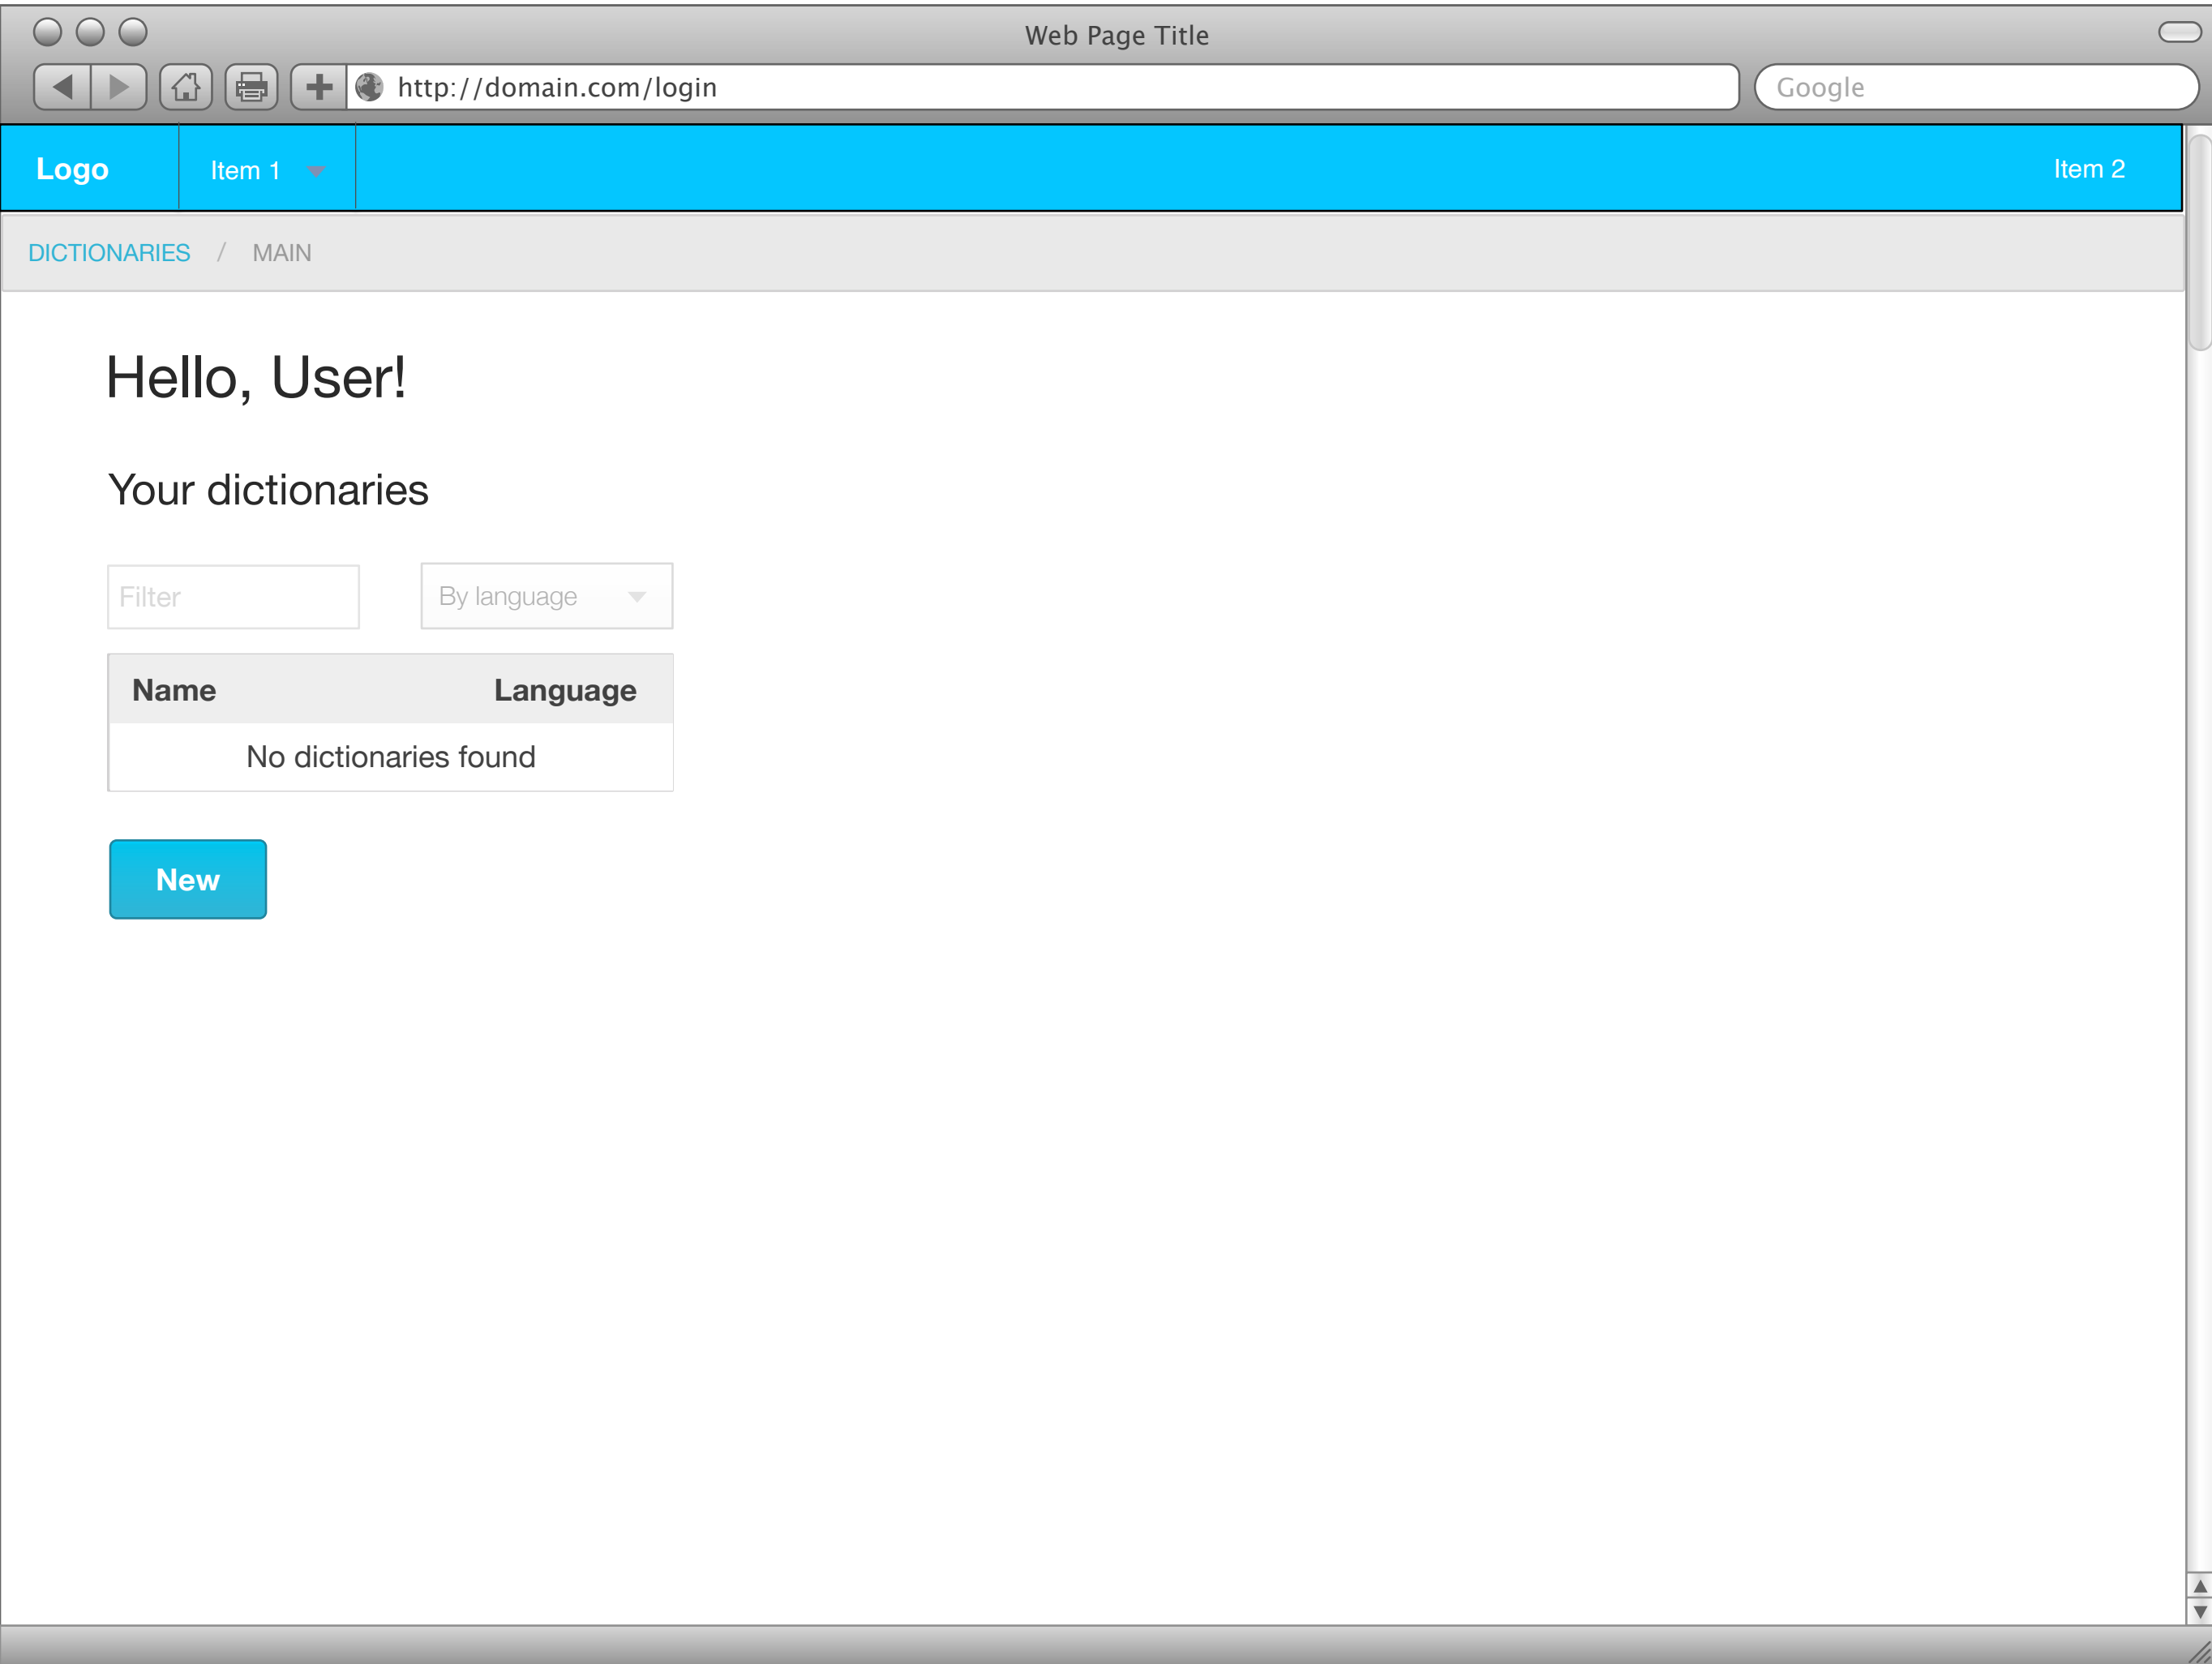 Web Page Title
http://domain.com/login
Google
Logo
Item 1
Item 2
DICTIONARIES / MAIN
Hello, User!
Your dictionaries
Filter
By language
Name
Language
No dictionaries found
New